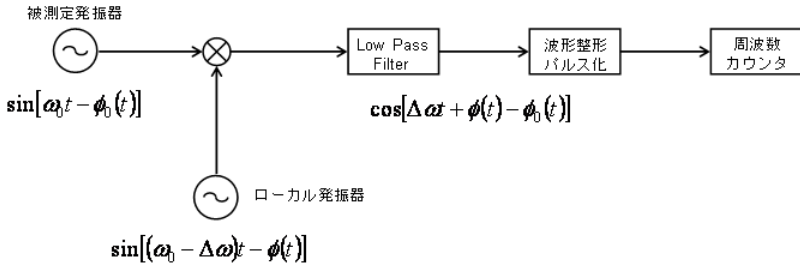 被測定発振器
Low Pass
Filter
波形整形
パルス化
周波数
カウンタ
sin[ω₀t−ϕ₀(t)]
cos[Δωt+ϕ(t)−ϕ₀(t)]
ローカル発振器
sin[(ω₀−Δω)t−ϕ(t)]